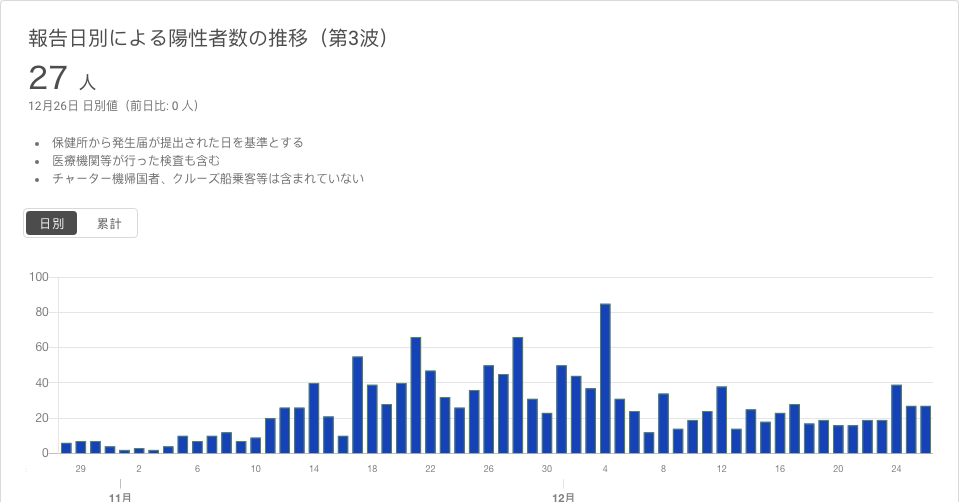 報告日別による陽性者数の推移（第3波）
27 人
12月26日 日別値（前日比: 0 人）
保健所から発生届が提出された日を基準とする
医療機関等が行った検査も含む
チャーター機帰国者、クルーズ船乗客等は含まれていない
日別 累計
100
80
60
40
20
0
29 2 6 10 14 18 22 26 30 4 8 12 16 20 24
11月 12月